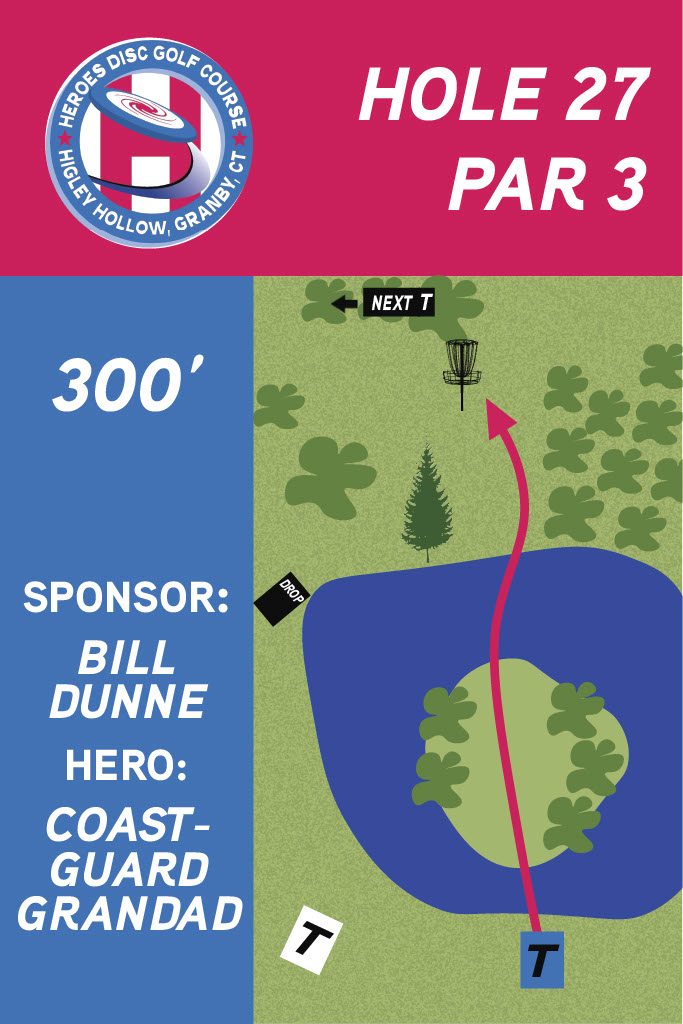 HEROES DISC GOLF COURSE
HIGLEY HOLLOW, GRANBY, CT
HOLE 27
PAR 3
300'
SPONSOR:
BILL
DUNNE
HERO:
COAST-
GUARD
GRANDAD
NEXT T
DROP
T
T